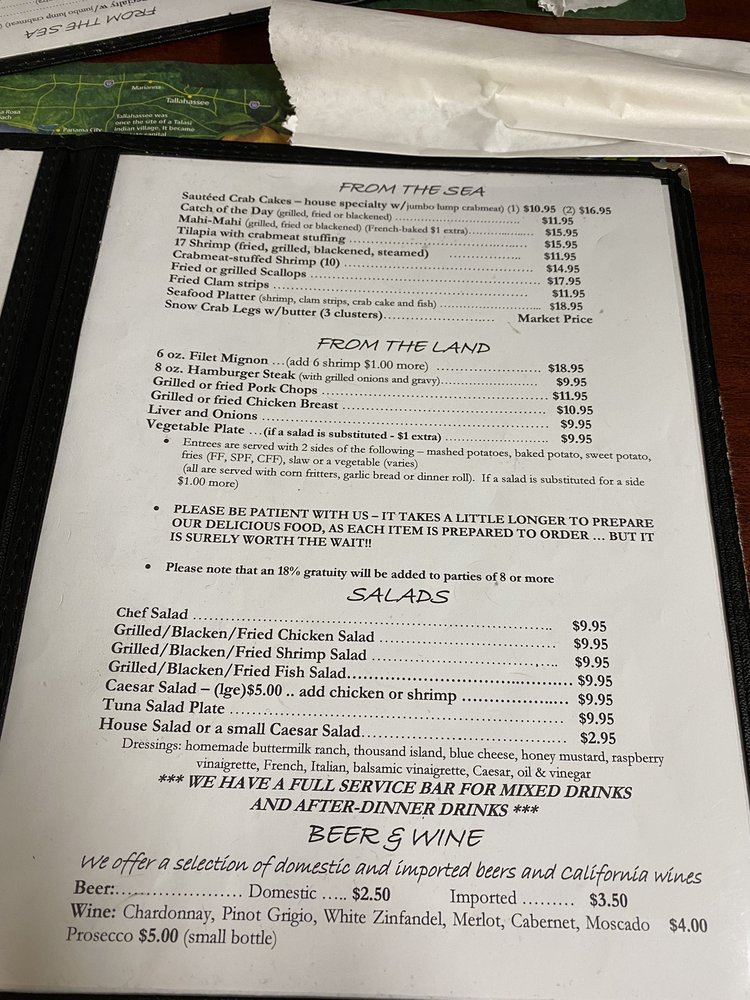 FROM THE SEA
specialty w/jumbo lump crabmeat)
Marianna
Tallahassee
a Rosa
ach
Panama City
Tallahassee was
once the site of a Talasi
indian village. It became
capital
FROM THE SEA
Sautéed Crab Cakes – house specialty w/jumbo lump crabmeat) (1) $10.95 (2) $16.95
Catch of the Day (grilled, fried or blackened) ................................ $11.95
Mahi-Mahi (grilled, fried or blackened) (French-baked $1 extra)..................... $15.95
Tilapia with crabmeat stuffing ........................................ $15.95
17 Shrimp (fried, grilled, blackened, steamed) ................. $11.95
Crabmeat-stuffed Shrimp (10) ........................................ $14.95
Fried or grilled Scallops ................................................ $17.95
Fried Clam strips ........................................................ $11.95
Seafood Platter (shrimp, clam strips, crab cake and fish) ......................... $18.95
Snow Crab Legs w/butter (3 clusters)......................... Market Price
FROM THE LAND
6 oz. Filet Mignon …(add 6 shrimp $1.00 more) ......................... $18.95
8 oz. Hamburger Steak (with grilled onions and gravy)......................... $9.95
Grilled or fried Pork Chops ................................................ $11.95
Grilled or fried Chicken Breast ............................................ $10.95
Liver and Onions ............................................................ $9.95
Vegetable Plate …(if a salad is substituted - $1 extra) ......................... $9.95
• Entrees are served with 2 sides of the following – mashed potatoes, baked potato, sweet potato,
fries (FF, SPF, CFF), slaw or a vegetable (varies)
(all are served with corn fritters, garlic bread or dinner roll). If a salad is substituted for a side
$1.00 more)
• PLEASE BE PATIENT WITH US – IT TAKES A LITTLE LONGER TO PREPARE
OUR DELICIOUS FOOD, AS EACH ITEM IS PREPARED TO ORDER … BUT IT
IS SURELY WORTH THE WAIT!!
• Please note that an 18% gratuity will be added to parties of 8 or more
SALADS
Chef Salad ........................................................................ $9.95
Grilled/Blacken/Fried Chicken Salad ................................... $9.95
Grilled/Blacken/Fried Shrimp Salad .................................... $9.95
Grilled/Blacken/Fried Fish Salad............................................ $9.95
Caesar Salad – (lge)$5.00 .. add chicken or shrimp .................... $9.95
Tuna Salad Plate ................................................................ $9.95
House Salad or a small Caesar Salad........................................ $2.95
Dressings: homemade buttermilk ranch, thousand island, blue cheese, honey mustard, raspberry
vinaigrette, French, Italian, balsamic vinaigrette, Caesar, oil & vinegar
*** WE HAVE A FULL SERVICE BAR FOR MIXED DRINKS
AND AFTER-DINNER DRINKS ***
BEER & WINE
We offer a selection of domestic and imported beers and California wines
Beer:..................... Domestic ..... $2.50 Imported ......... $3.50
Wine: Chardonnay, Pinot Grigio, White Zinfandel, Merlot, Cabernet, Moscado $4.00
Prosecco $5.00 (small bottle)